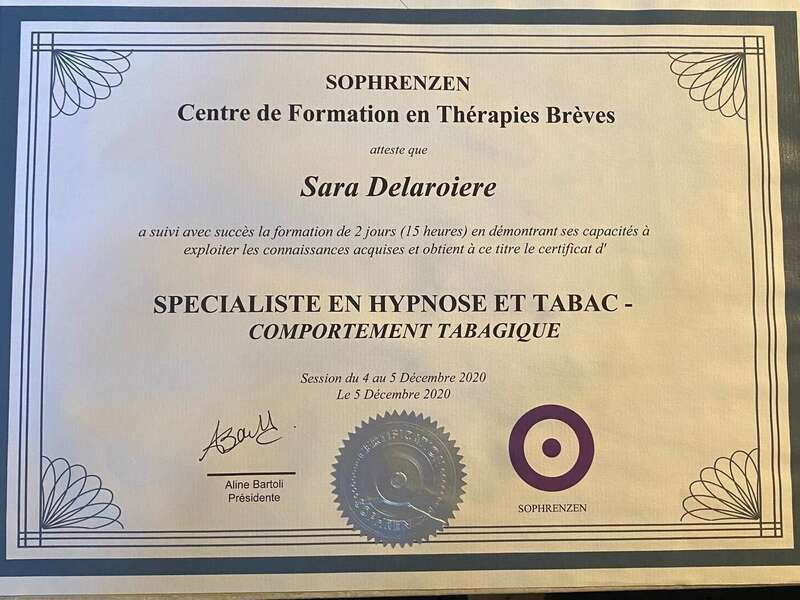 SOPHRENZEN
Centre de Formation en Thérapies Brèves
atteste que
Sara Delaroiere
a suivi avec succès la formation de 2 jours (15 heures) en démontrant ses capacités à
exploiter les connaissances acquises et obtient à ce titre le certificat d'
SPECIALISTE EN HYPNOSE ET TABAC -
COMPORTEMENT TABAGIQUE
Session du 4 au 5 Décembre 2020
Le 5 Décembre 2020
Aline Bartoli
Présidente
CERTIFICATION
SOPHRENZEN